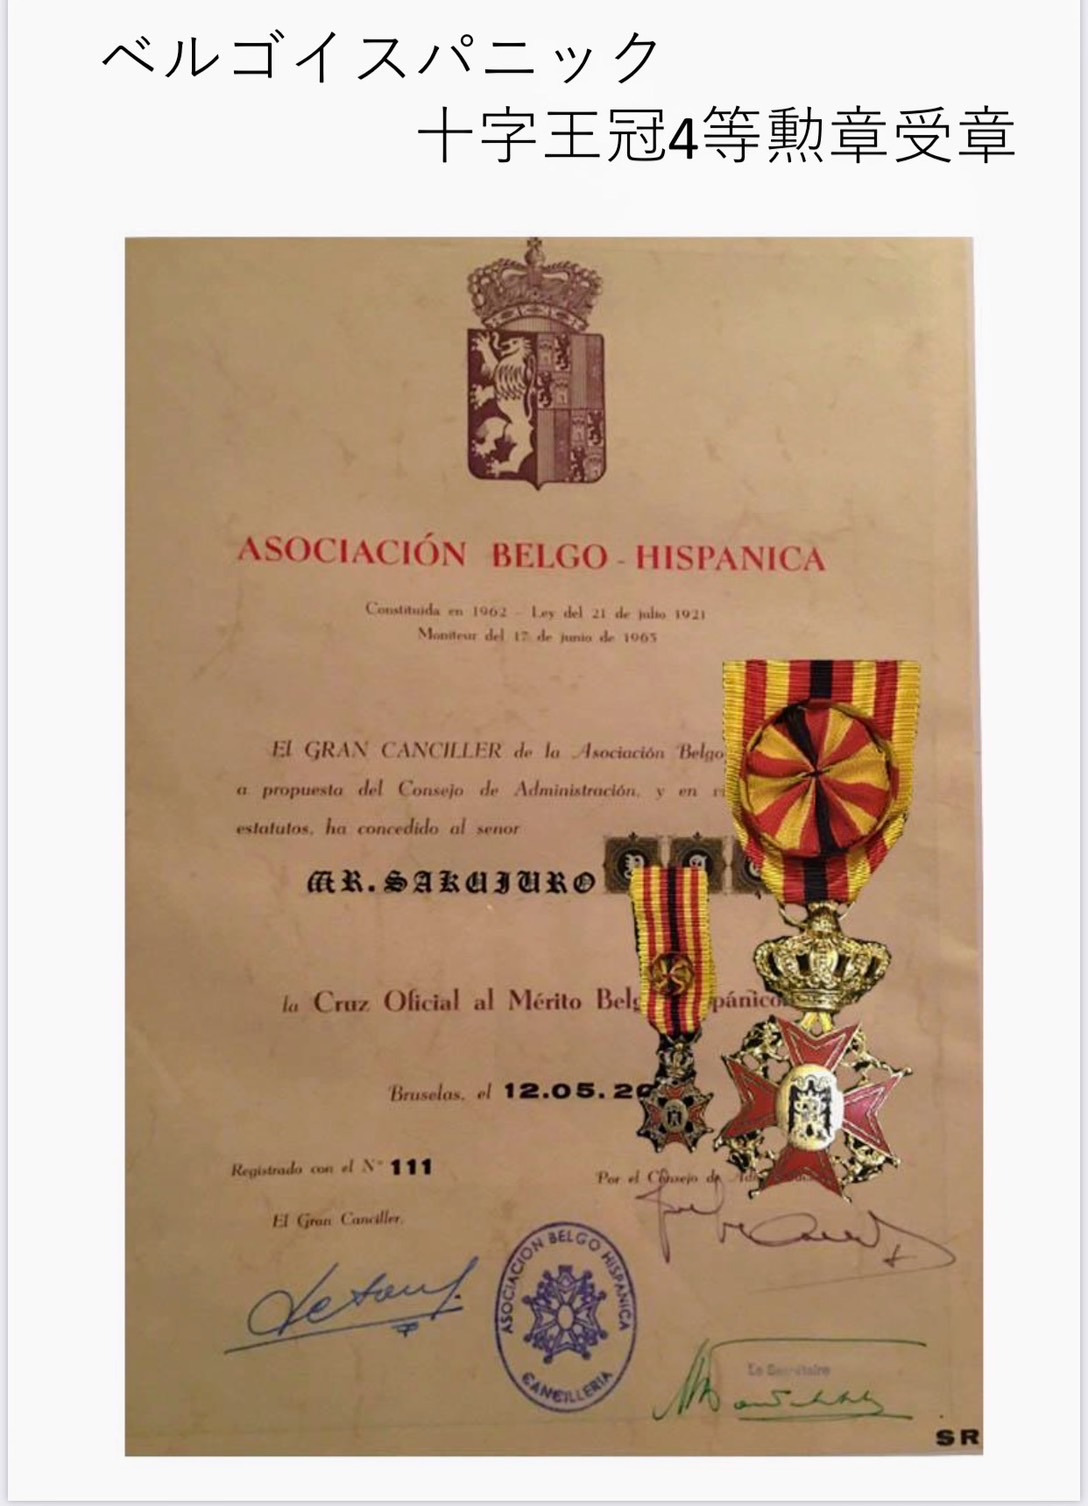 ベルゴイスパニック
十字王冠4等勲章受章
ASOCIACIÓN BELGO - HISPANICA
Constituida en 1962 - Ley del 21 de julio 1921
Moniteur del 17 de junio de 1965
El GRAN CANCILLER de la Asociación Belgo
a propuesta del Consejo de Administración, y en
estatutos, ha concedido al senor
MR. SAKUJURO
la Cruz Oficial al Mérito
Bruselas, el 12.05.20
Registrado con el N° 111
Por el Consejo de
El Gran Canciller,
ASOCIACION BELGO HISPANICA
CANCILLERIA
Le Secrétaire
SR